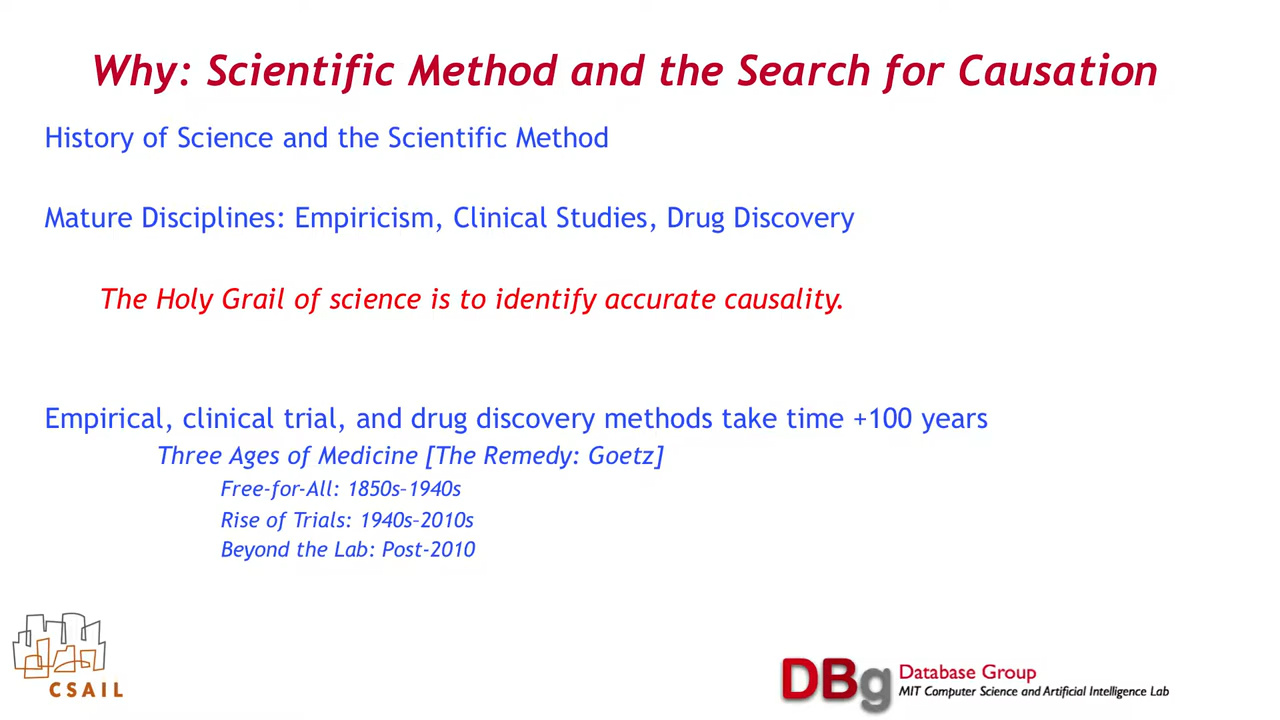 Why: Scientific Method and the Search for Causation
History of Science and the Scientific Method
Mature Disciplines: Empiricism, Clinical Studies, Drug Discovery
The Holy Grail of science is to identify accurate causality.
Empirical, clinical trial, and drug discovery methods take time +100 years
Three Ages of Medicine [The Remedy: Goetz]
Free-for-All: 1850s–1940s
Rise of Trials: 1940s–2010s
Beyond the Lab: Post-2010
CSAIL
DBg
Database Group
MIT Computer Science and Artificial Intelligence Lab